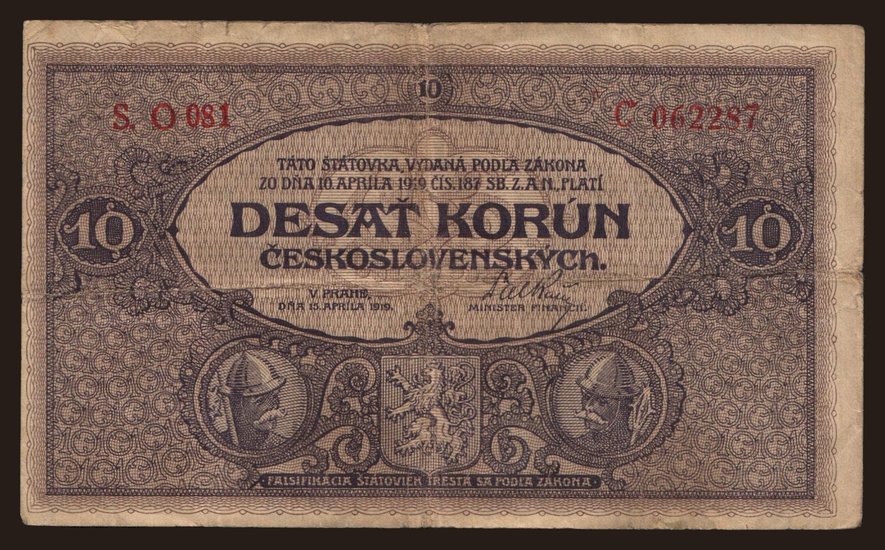 10
S. O 081 C 062287
TÁTO ŠTÁTOVKA, VYDANÁ PODĽA ZÁKONA
ZO DŇA 10. APRÍLA 1919 ČÍS. 187 SB. Z. A N., PLATÍ
10 DESAŤ KORÚN 10
ČESKOSLOVENSKÝCH.
V PRAHE,
DŇA 15. APRÍLA 1919. MINISTER FINANCIÍ.
FALSIFIKÁCIA ŠTÁTOVIEK TRESTÁ SA PODĽA ZÁKONA